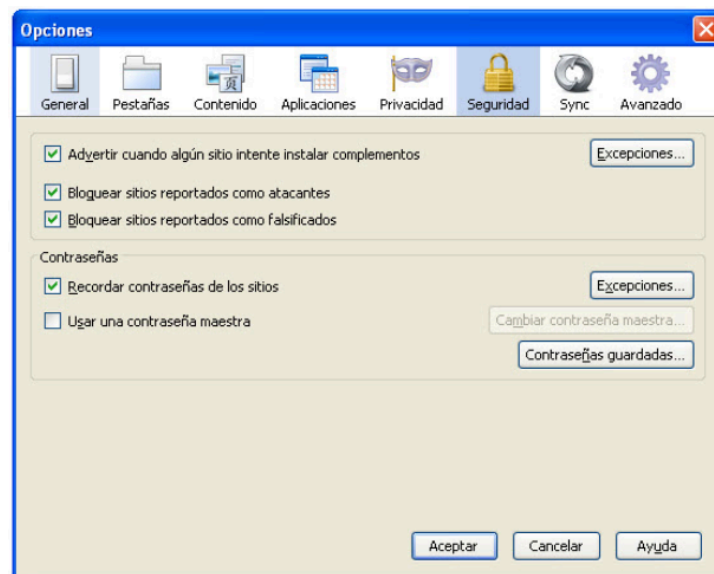 Opciones
General Pestañas Contenido Aplicaciones Privacidad Seguridad Sync Avanzado
Advertir cuando algún sitio intente instalar complementos Excepciones...
Bloquear sitios reportados como atacantes
Bloquear sitios reportados como falsificados
Contraseñas
Recordar contraseñas de los sitios Excepciones...
Usar una contraseña maestra Cambiar contraseña maestra...
Contraseñas guardadas...
Aceptar Cancelar Ayuda